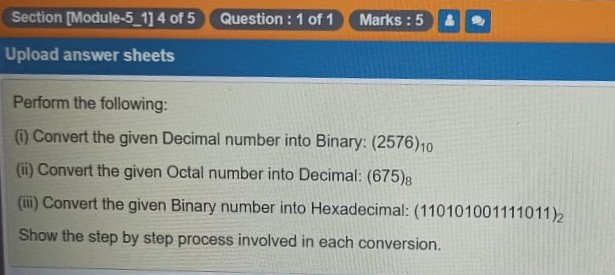 Section [Module-5_1] 4 of 5 Question : 1 of 1 Marks : 5
Upload answer sheets
Perform the following:
(i) Convert the given Decimal number into Binary: (2576)₁₀
(ii) Convert the given Octal number into Decimal: (675)₈
(iii) Convert the given Binary number into Hexadecimal: (110101001111011)₂
Show the step by step process involved in each conversion.